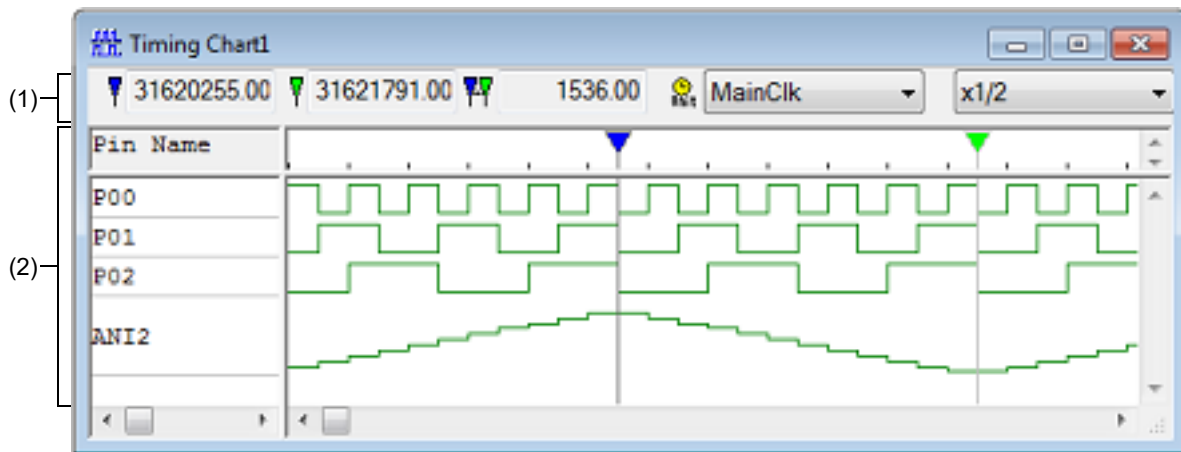 Timing Chart1
(1)
31620255.00 31621791.00 1536.00 MainClk x1/2
Pin Name
P00
P01
(2)
P02
ANI2